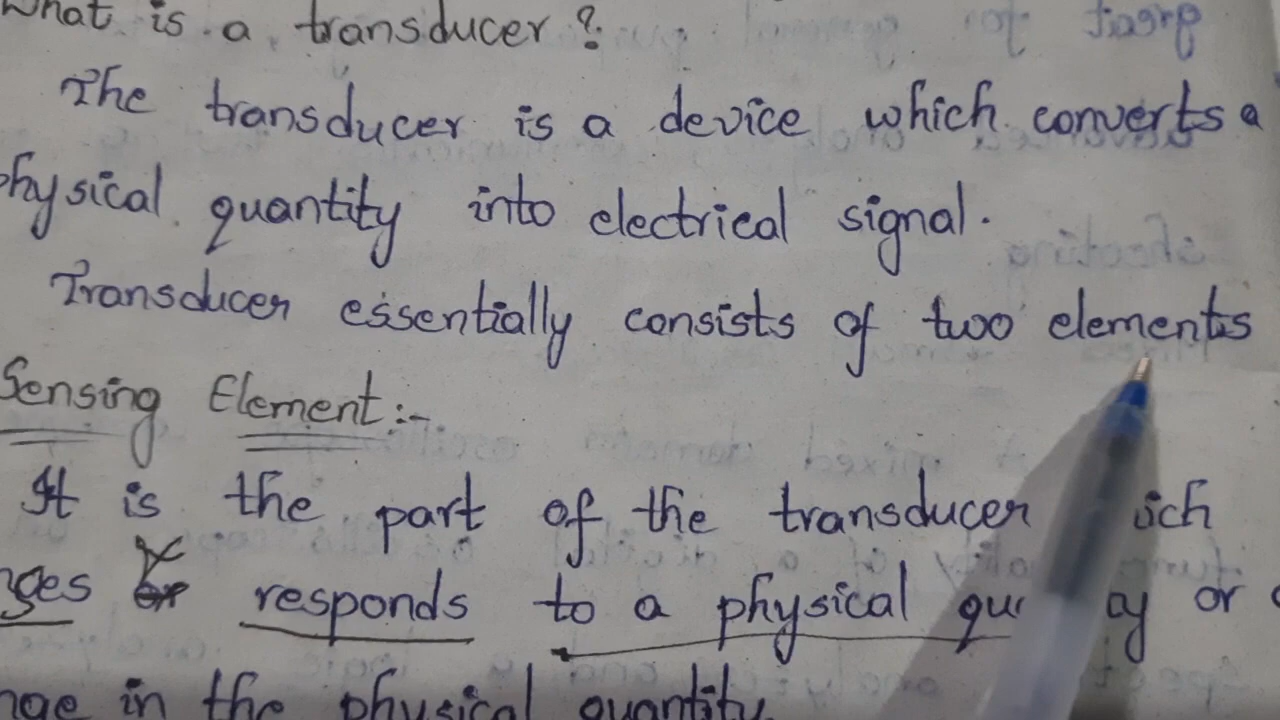 What is a transducer?
The transducer is a device which converts a
physical quantity into electrical signal.
Transducer essentially consists of two elements
Sensing Element:-
It is the part of the transducer
responds to a physical or
in the physical quantity